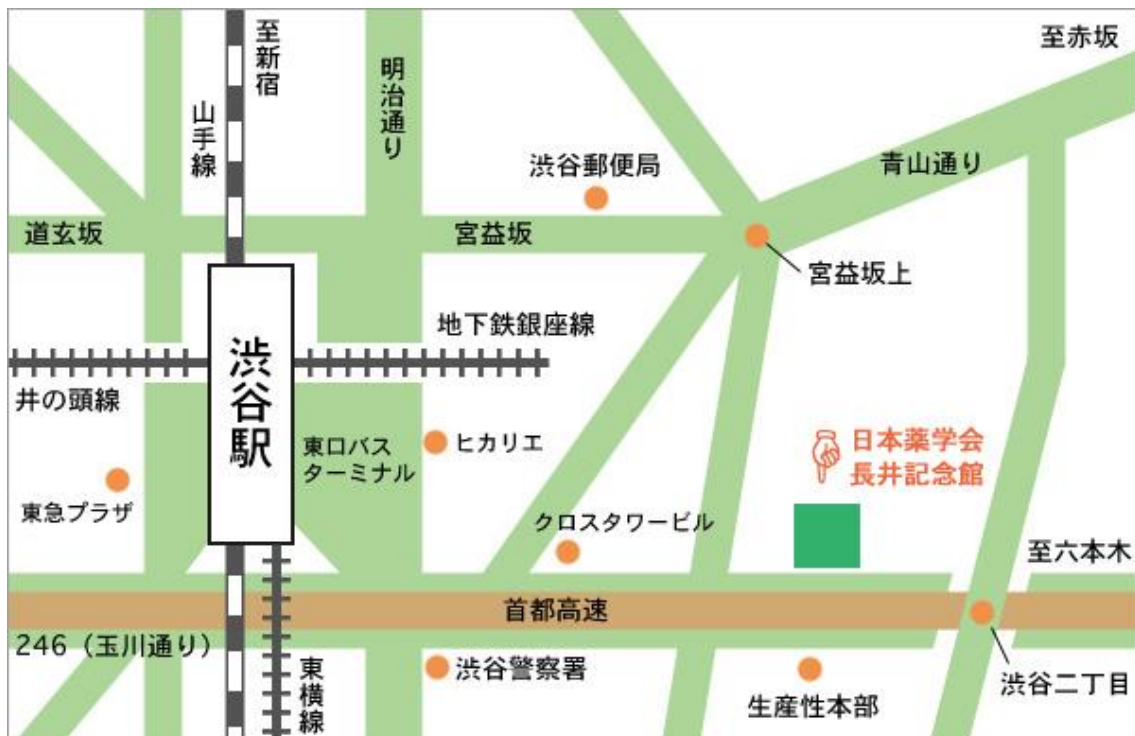 至赤坂
至新宿
明治通り
山手線
渋谷郵便局
青山通り
道玄坂
宮益坂
宮益坂上
地下鉄銀座線
渋谷駅
井の頭線
東口バス
ターミナル
ヒカリエ
日本薬学会
長井記念館
東急プラザ
クロスタワービル
至六本木
首都高速
246（玉川通り）
東横線
渋谷警察署
生産性本部
渋谷二丁目